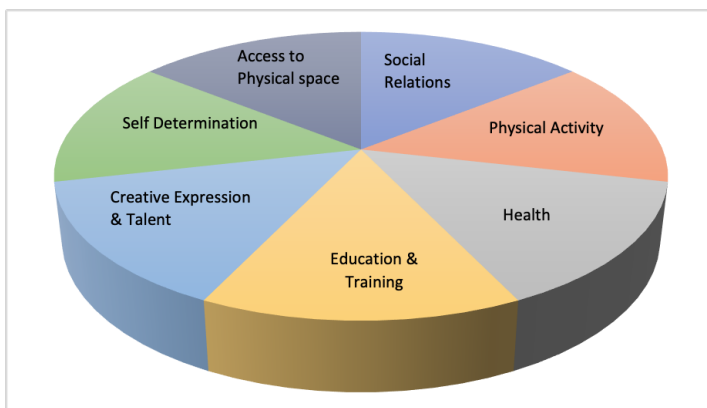 Access to
Physical space
Social
Relations
Self Determination
Physical Activity
Creative Expression
& Talent
Health
Education &
Training